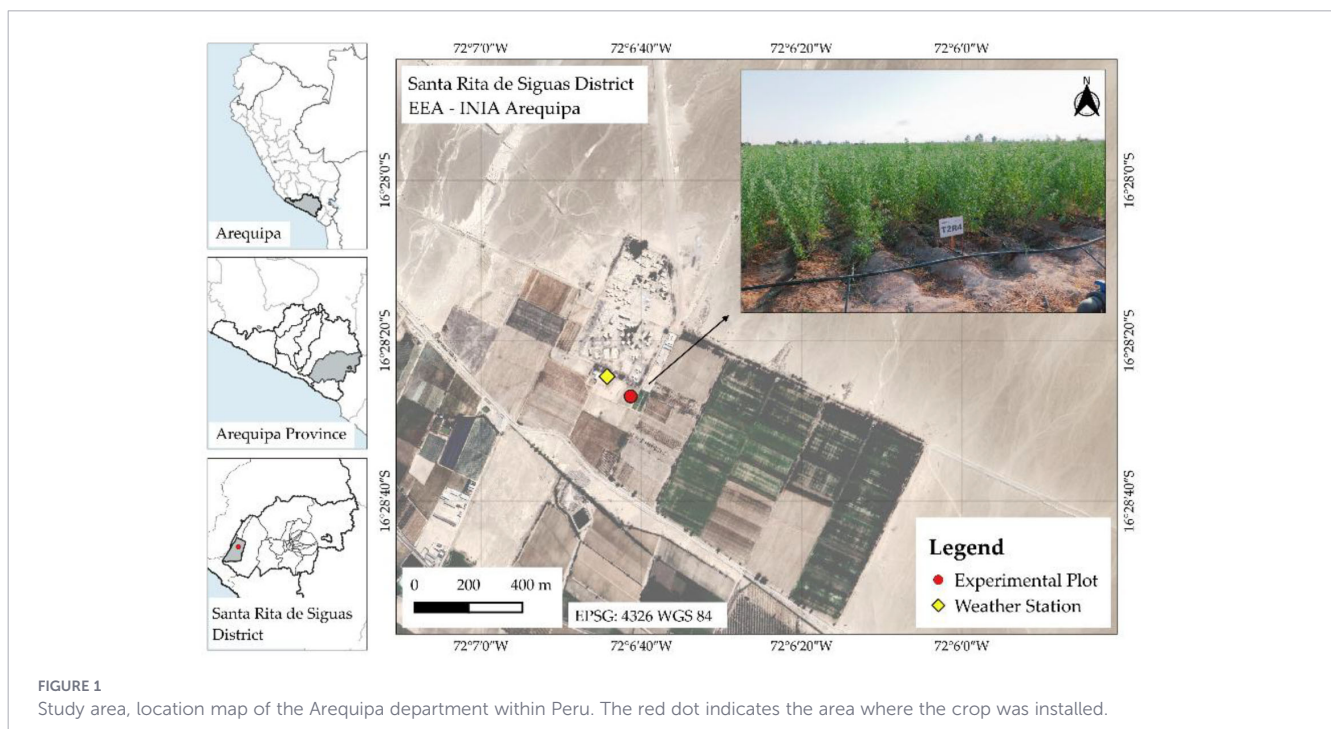 Arequipa
Arequipa Province
Santa Rita de Siguas
District
72°7'0"W
72°6'40"W
72°6'20"W
72°6'0"W
Santa Rita de Siguas District
EEA - INIA Arequipa
N
T2R4
16°28'0"S
16°28'20"S
16°28'40"S
16°28'0"S
16°28'20"S
16°28'40"S
0 200 400 m
EPSG: 4326 WGS 84
Legend
Experimental Plot
Weather Station
72°7'0"W
72°6'40"W
72°6'20"W
72°6'0"W
FIGURE 1
Study area, location map of the Arequipa department within Peru. The red dot indicates the area where the crop was installed.